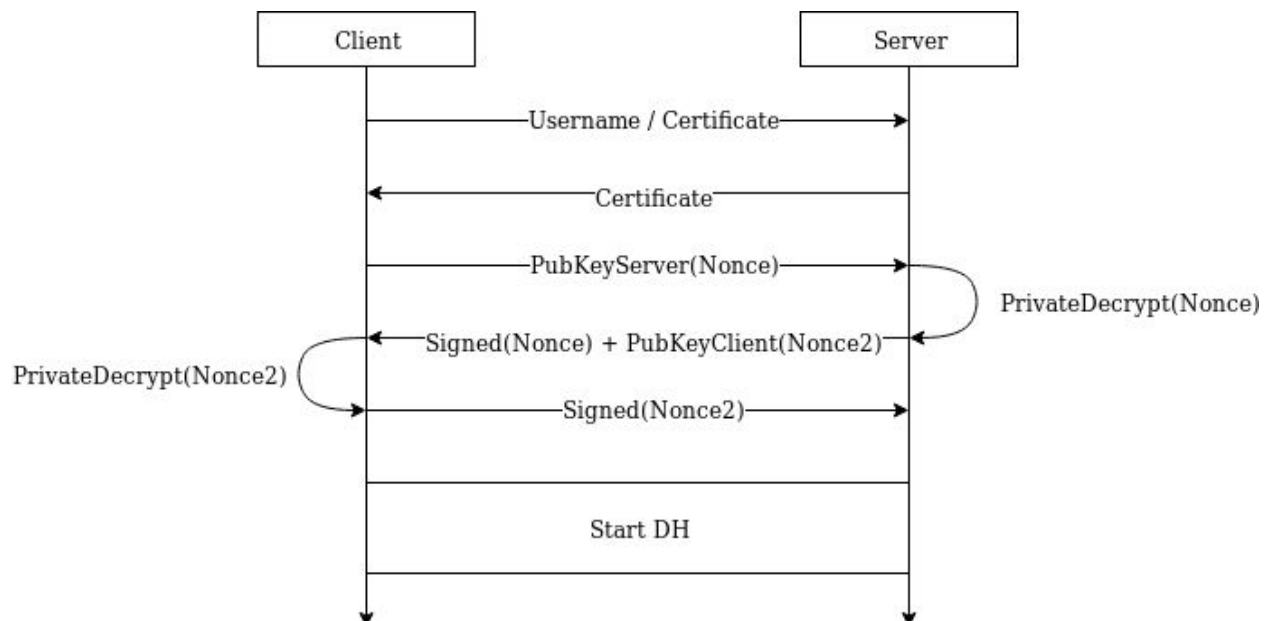 Client
Server
Username / Certificate
Certificate
PubKeyServer(Nonce)
PrivateDecrypt(Nonce)
Signed(Nonce) + PubKeyClient(Nonce2)
PrivateDecrypt(Nonce2)
Signed(Nonce2)
Start DH